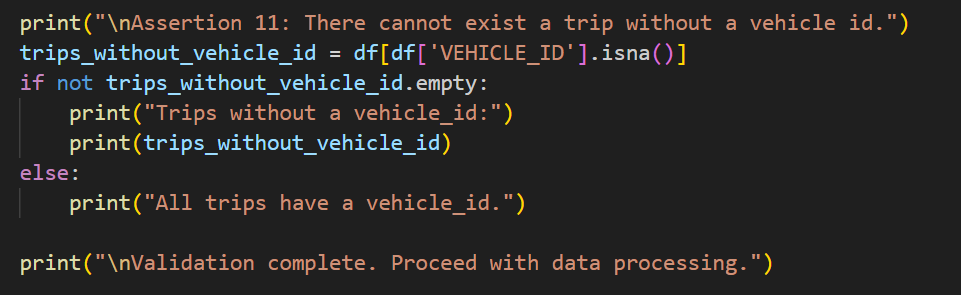 print("\nAssertion 11: There cannot exist a trip without a vehicle id.")
trips_without_vehicle_id = df[df['VEHICLE_ID'].isna()]
if not trips_without_vehicle_id.empty:
    print("Trips without a vehicle_id:")
    print(trips_without_vehicle_id)
else:
    print("All trips have a vehicle_id.")

print("\nValidation complete. Proceed with data processing.")